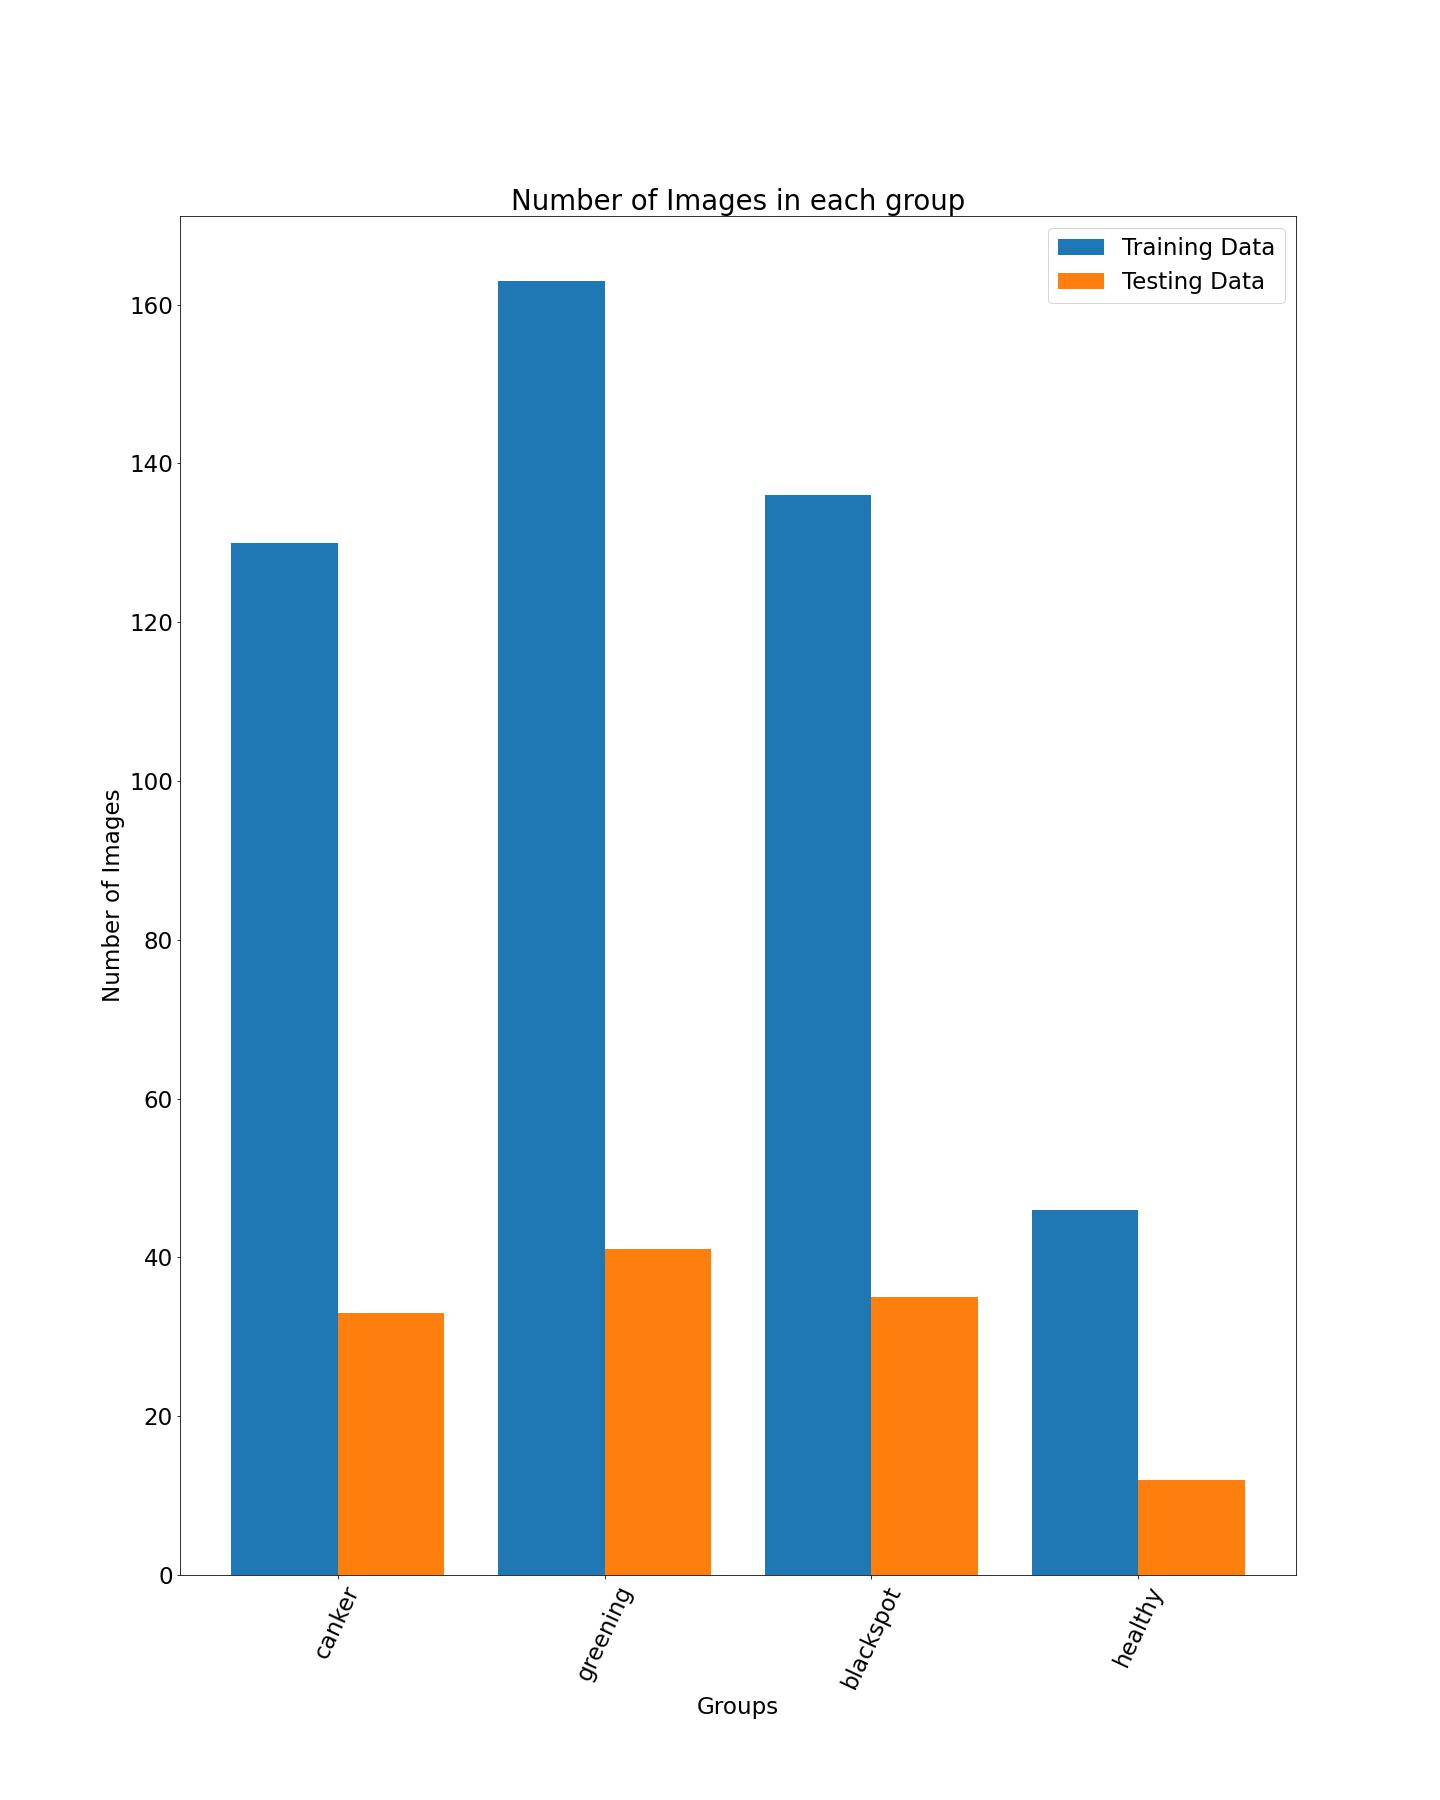 Number of Images in each group
Training Data
Testing Data
160
140
120
100
80
60
40
20
0
Number of Images
canker
greening
blackspot
healthy
Groups